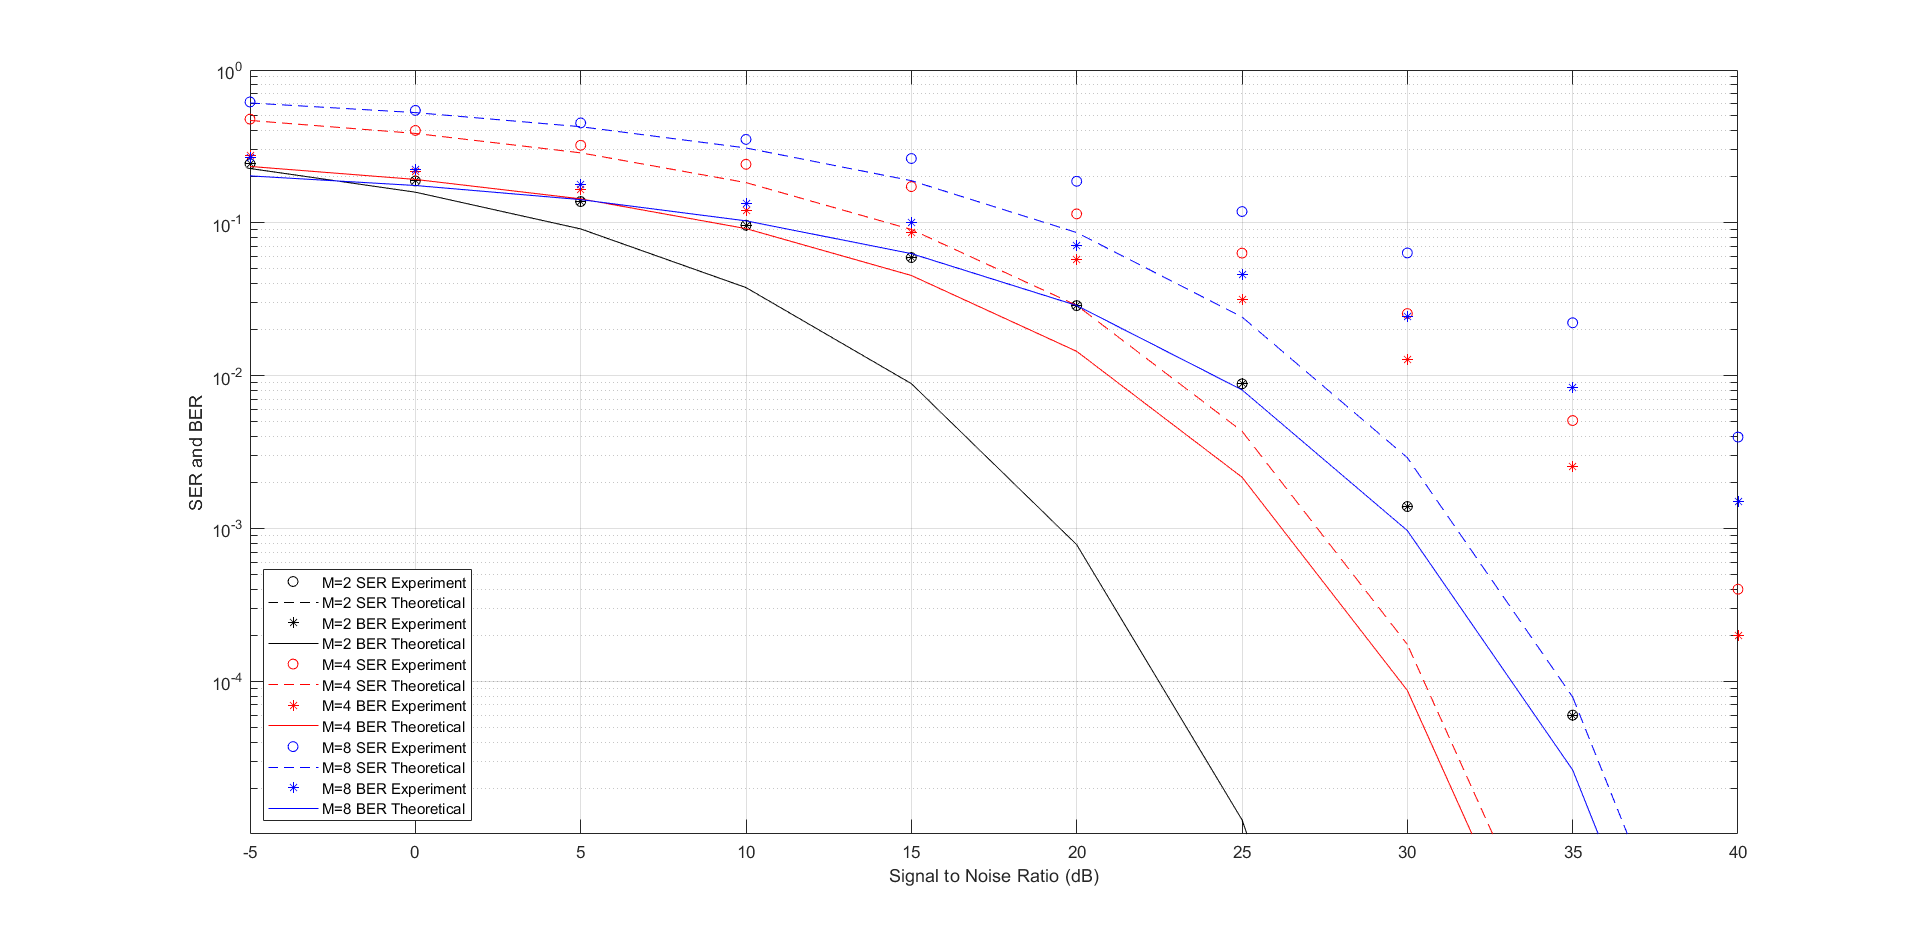 10^0
10^-1
10^-2
10^-3
10^-4
SER and BER
M=2 SER Experiment
M=2 SER Theoretical
M=2 BER Experiment
M=2 BER Theoretical
M=4 SER Experiment
M=4 SER Theoretical
M=4 BER Experiment
M=4 BER Theoretical
M=8 SER Experiment
M=8 SER Theoretical
M=8 BER Experiment
M=8 BER Theoretical
-5 0 5 10 15 20 25 30 35 40
Signal to Noise Ratio (dB)